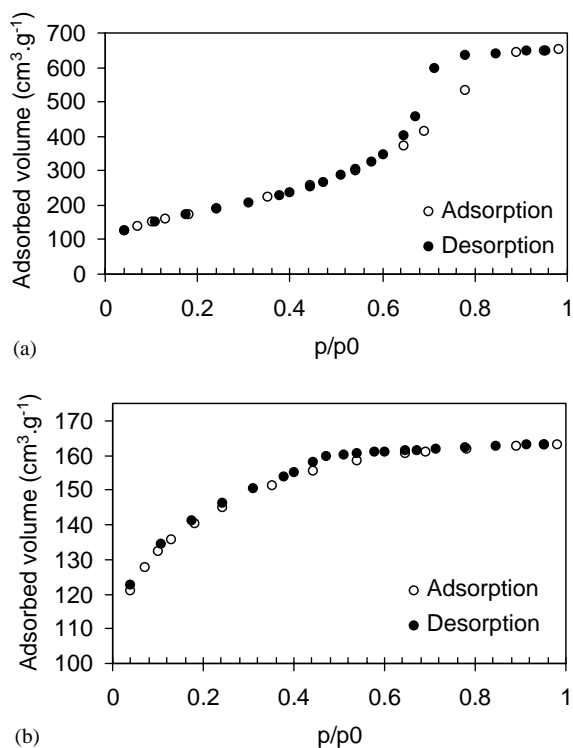 Adsorbed volume (cm³.g⁻¹)
700
600
500
400
300
200
100
0
Adsorption
Desorption
0 0.2 0.4 0.6 0.8 1
(a)
p/p0
Adsorbed volume (cm³.g⁻¹)
170
160
150
140
130
120
110
100
Adsorption
Desorption
0 0.2 0.4 0.6 0.8 1
(b)
p/p0